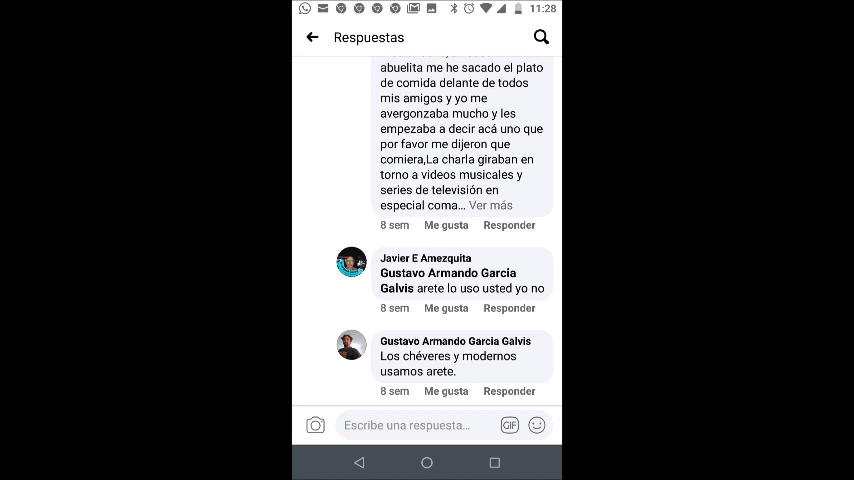 11:28
Respuestas
abuelita me he sacado el plato
de comida delante de todos
mis amigos y yo me
avergonzaba mucho y les
empezaba a decir acá uno que
por favor me dijeron que
comiera,La charla giraban en
torno a videos musicales y
series de televisión en
especial coma... Ver más
8 sem Me gusta Responder
Javier E Amezquita
Gustavo Armando Garcia
Galvis arete lo uso usted yo no
8 sem Me gusta Responder
Gustavo Armando Garcia Galvis
Los chéveres y modernos
usamos arete.
8 sem Me gusta Responder
Escribe una respuesta... GIF